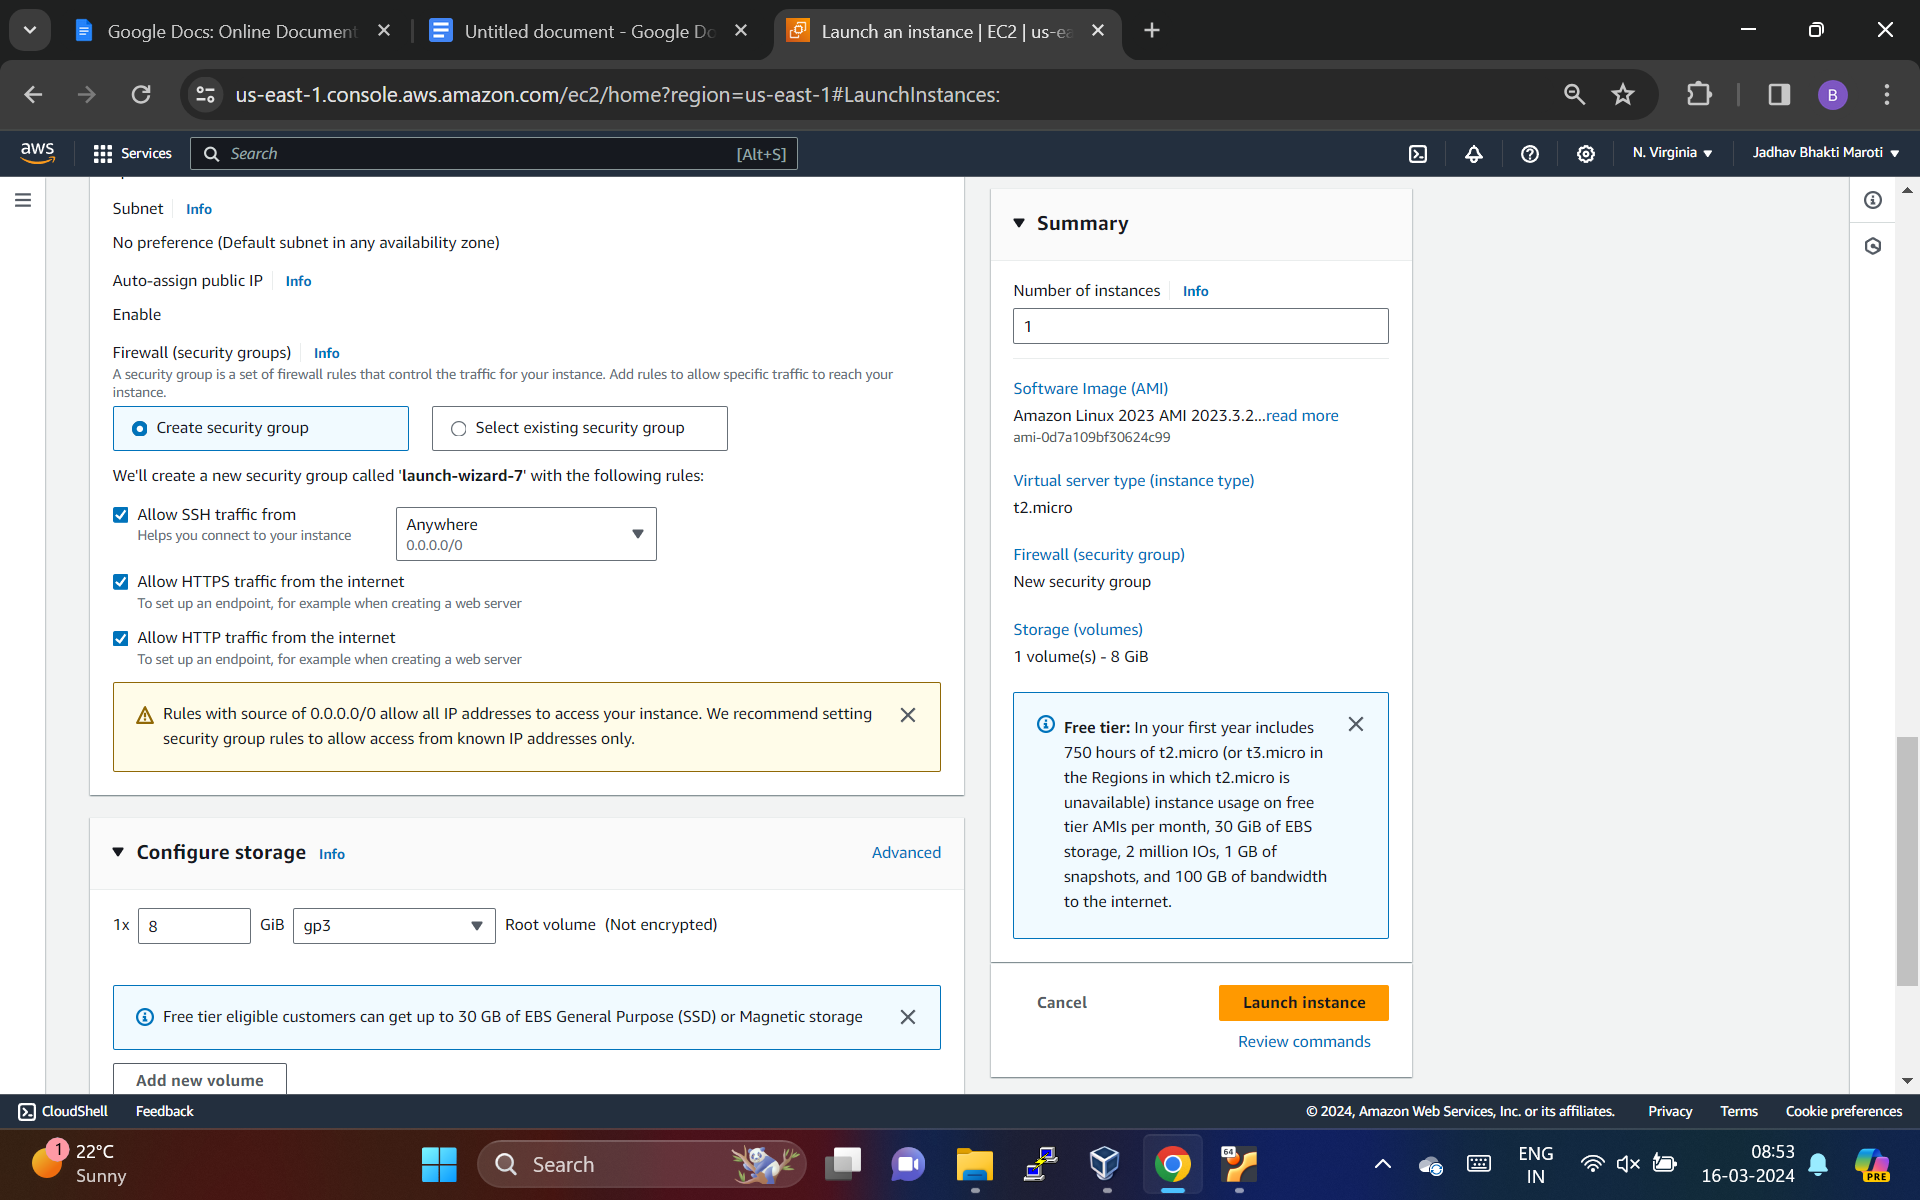 Google Docs: Online Document
Untitled document - Google Do
Launch an instance | EC2 | us-ea
us-east-1.console.aws.amazon.com/ec2/home?region=us-east-1#LaunchInstances:
B
aws
Services
Search
[Alt+S]
N. Virginia
Jadhav Bhakti Maroti
Subnet
Info
No preference (Default subnet in any availability zone)
Auto-assign public IP
Info
Enable
Firewall (security groups)
Info
A security group is a set of firewall rules that control the traffic for your instance. Add rules to allow specific traffic to reach your
instance.
Create security group
Select existing security group
We'll create a new security group called 'launch-wizard-7' with the following rules:
Allow SSH traffic from
Helps you connect to your instance
Anywhere
0.0.0.0/0
Allow HTTPS traffic from the internet
To set up an endpoint, for example when creating a web server
Allow HTTP traffic from the internet
To set up an endpoint, for example when creating a web server
Rules with source of 0.0.0.0/0 allow all IP addresses to access your instance. We recommend setting
security group rules to allow access from known IP addresses only.
Configure storage
Info
Advanced
1x
8
GiB
gp3
Root volume (Not encrypted)
Free tier eligible customers can get up to 30 GB of EBS General Purpose (SSD) or Magnetic storage
Add new volume
Summary
Number of instances
Info
1
Software Image (AMI)
Amazon Linux 2023 AMI 2023.3.2...read more
ami-0d7a109bf30624c99
Virtual server type (instance type)
t2.micro
Firewall (security group)
New security group
Storage (volumes)
1 volume(s) - 8 GiB
Free tier: In your first year includes
750 hours of t2.micro (or t3.micro in
the Regions in which t2.micro is
unavailable) instance usage on free
tier AMIs per month, 30 GiB of EBS
storage, 2 million IOs, 1 GB of
snapshots, and 100 GB of bandwidth
to the internet.
Cancel
Launch instance
Review commands
CloudShell
Feedback
© 2024, Amazon Web Services, Inc. or its affiliates.
Privacy
Terms
Cookie preferences
1
22°C
Sunny
Search
64
ENG
IN
08:53
16-03-2024
PRE